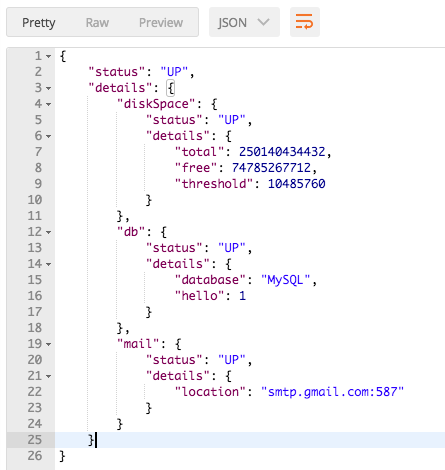 Pretty Raw Preview JSON
1 {
2 "status": "UP",
3 "details": {
4 "diskSpace": {
5 "status": "UP",
6 "details": {
7 "total": 250140434432,
8 "free": 74785267712,
9 "threshold": 10485760
10 }
11 },
12 "db": {
13 "status": "UP",
14 "details": {
15 "database": "MySQL",
16 "hello": 1
17 }
18 },
19 "mail": {
20 "status": "UP",
21 "details": {
22 "location": "smtp.gmail.com:587"
23 }
24 }
25 }
26 }